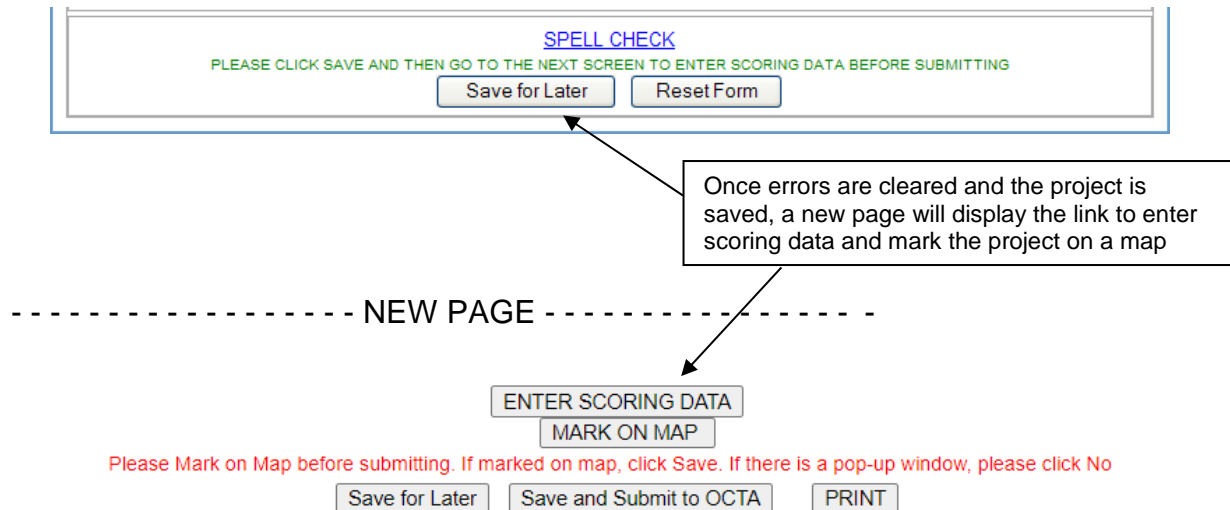 SPELL CHECK
PLEASE CLICK SAVE AND THEN GO TO THE NEXT SCREEN TO ENTER SCORING DATA BEFORE SUBMITTING
Save for Later Reset Form
Once errors are cleared and the project is
saved, a new page will display the link to enter
scoring data and mark the project on a map
- - - - - - - - - - - - - - - - - - NEW PAGE - - - - - - - - - - - - - - - - - -
ENTER SCORING DATA
MARK ON MAP
Please Mark on Map before submitting. If marked on map, click Save. If there is a pop-up window, please click No
Save for Later Save and Submit to OCTA PRINT